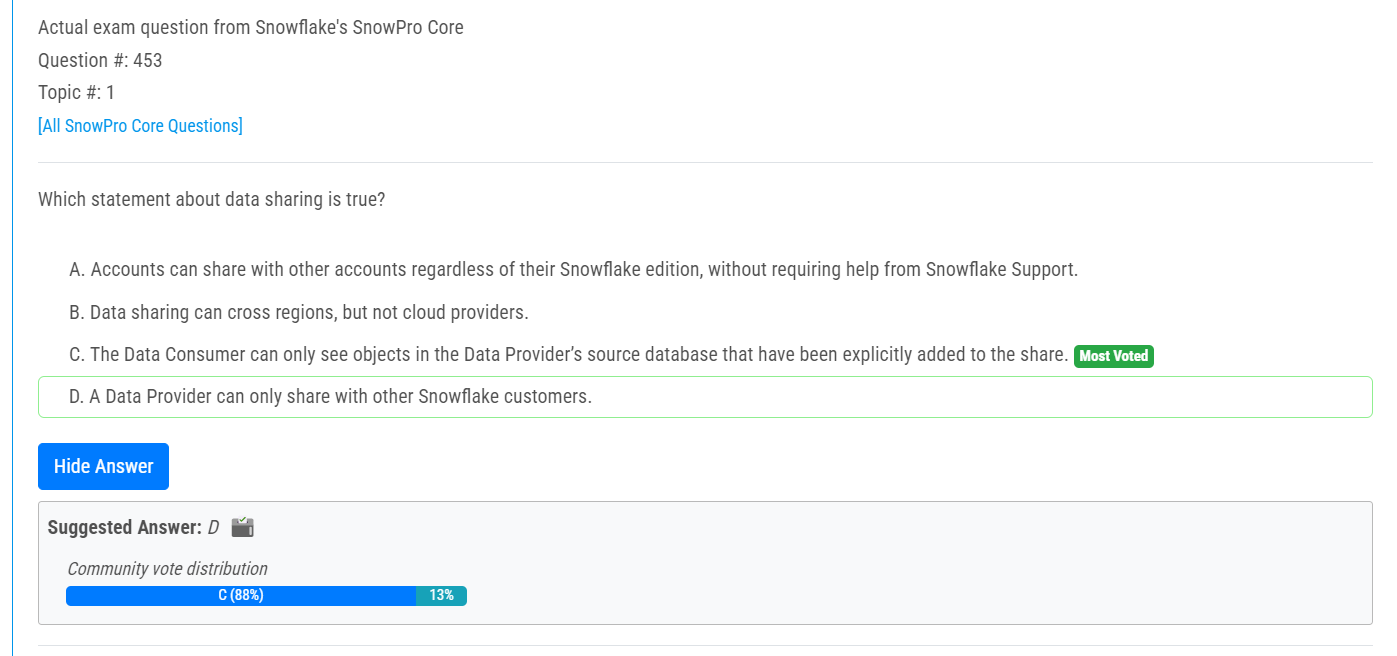 Actual exam question from Snowflake's SnowPro Core
Question #: 453
Topic #: 1
[All SnowPro Core Questions]
Which statement about data sharing is true?
A. Accounts can share with other accounts regardless of their Snowflake edition, without requiring help from Snowflake Support.
B. Data sharing can cross regions, but not cloud providers.
C. The Data Consumer can only see objects in the Data Provider’s source database that have been explicitly added to the share. Most Voted
D. A Data Provider can only share with other Snowflake customers.
Hide Answer
Suggested Answer: D
Community vote distribution
C (88%) 13%